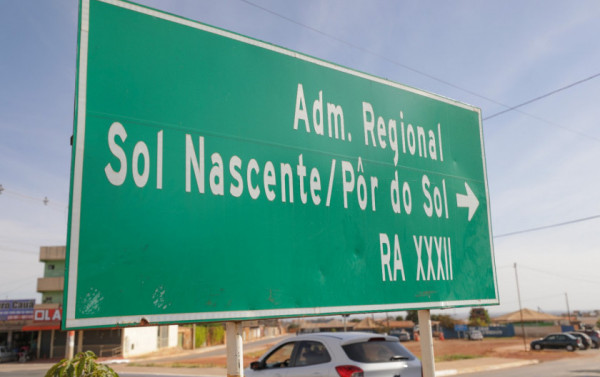 Adm. Regional
Sol Nascente/Pôr do Sol
RA XXXII